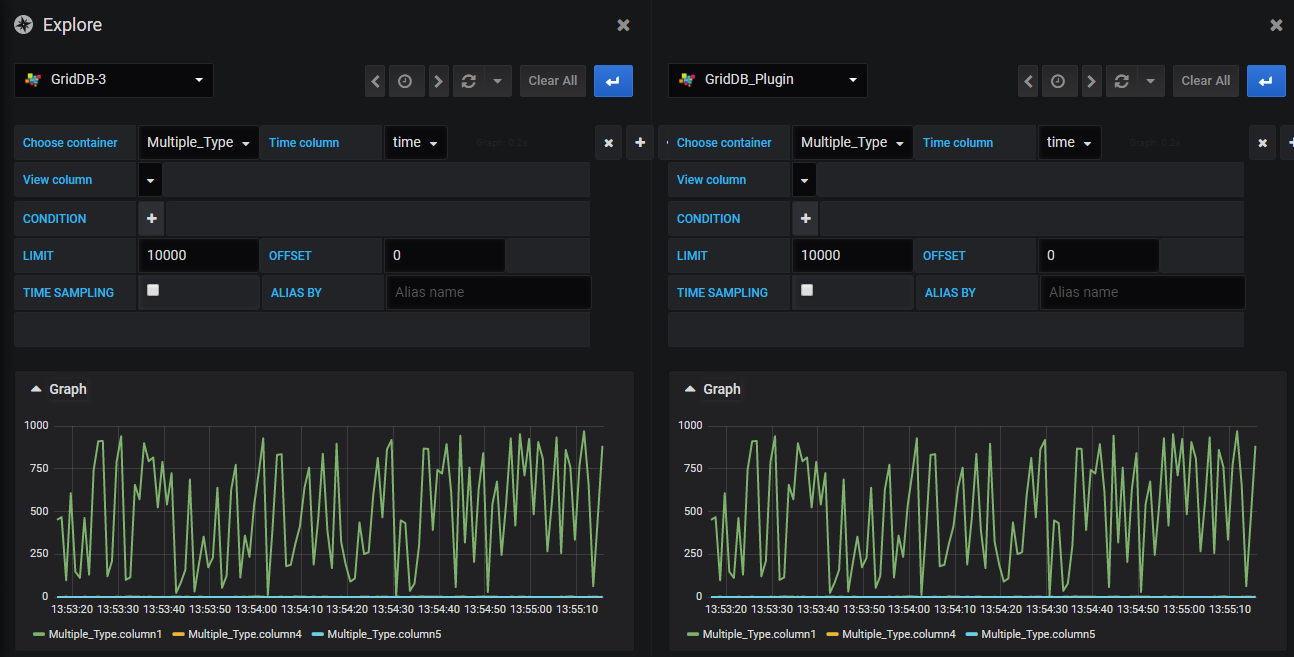 Explore
GridDB-3
Clear All
Choose container Multiple_Type Time column time
View column
CONDITION
LIMIT 10000 OFFSET 0
TIME SAMPLING ALIAS BY Alias name
Graph
1000
750
500
250
0
13:53:20 13:53:30 13:53:40 13:53:50 13:54:00 13:54:10 13:54:20 13:54:30 13:54:40 13:54:50 13:55:00 13:55:10
Multiple_Type.column1 Multiple_Type.column4 Multiple_Type.column5
GridDB_Plugin
Clear All
Choose container Multiple_Type Time column time
View column
CONDITION
LIMIT 10000 OFFSET 0
TIME SAMPLING ALIAS BY Alias name
Graph
1000
750
500
250
0
13:53:20 13:53:30 13:53:40 13:53:50 13:54:00 13:54:10 13:54:20 13:54:30 13:54:40 13:54:50 13:55:00 13:55:10
Multiple_Type.column1 Multiple_Type.column4 Multiple_Type.column5